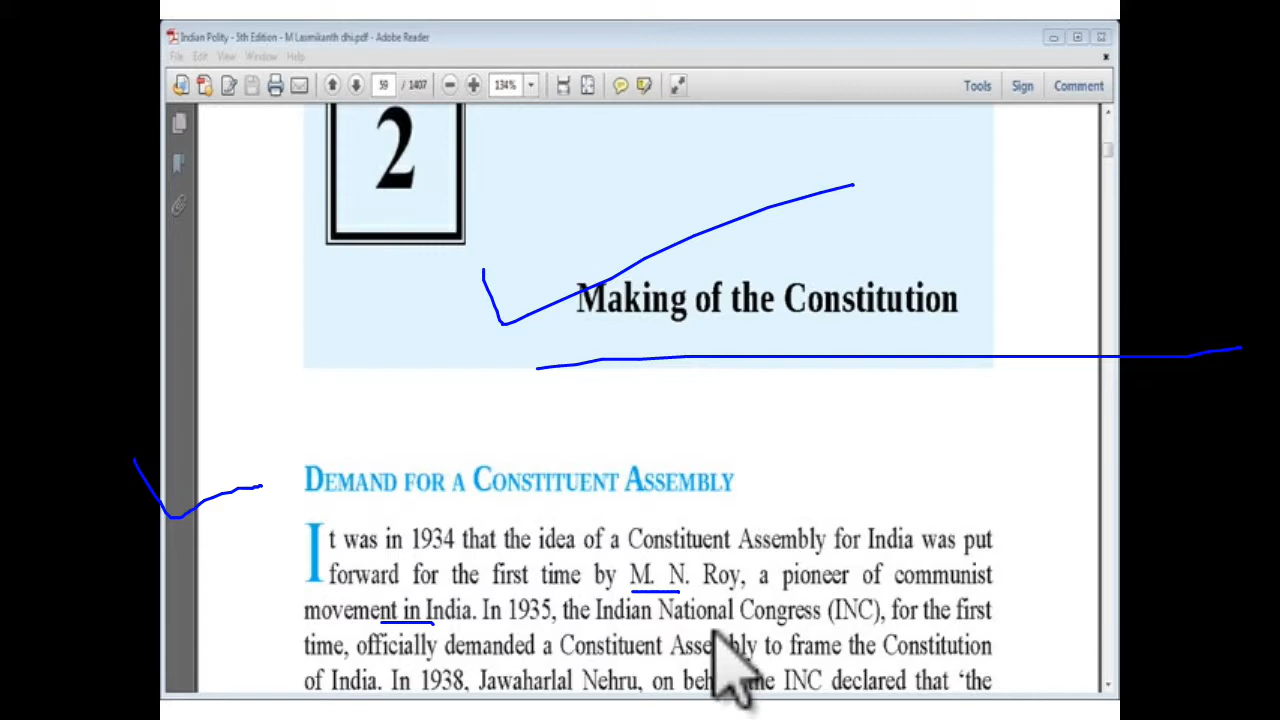 Indian Polity - 5th Edition - M Laxmikanth dhi.pdf - Adobe Reader
File Edit View Window Help
59 / 1407 134% Tools Sign Comment
2
Making of the Constitution
DEMAND FOR A CONSTITUENT ASSEMBLY
It was in 1934 that the idea of a Constituent Assembly for India was put
forward for the first time by M. N. Roy, a pioneer of communist
movement in India. In 1935, the Indian National Congress (INC), for the first
time, officially demanded a Constituent Assembly to frame the Constitution
of India. In 1938, Jawaharlal Nehru, on the INC declared that ‘the